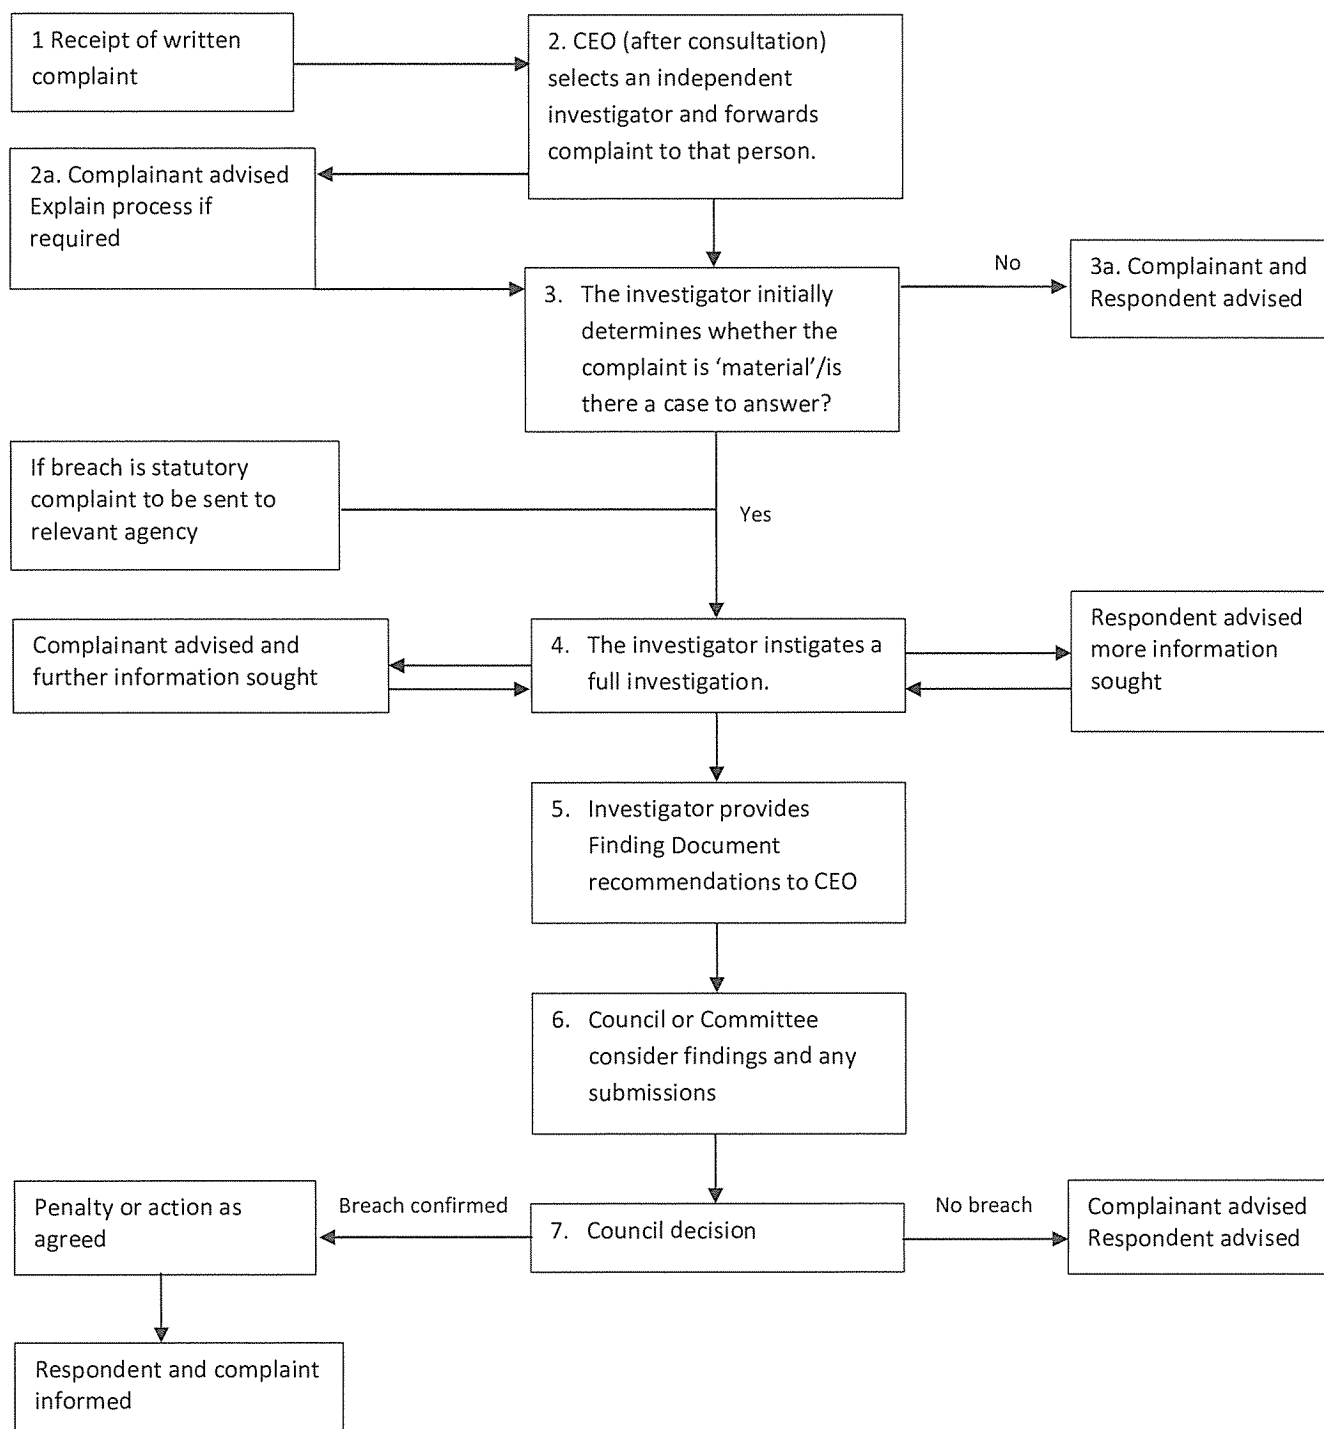 1 Receipt of written
complaint
2. CEO (after consultation)
selects an independent
investigator and forwards
complaint to that person.
2a. Complainant advised
Explain process if
required
No
3a. Complainant and
Respondent advised
3. The investigator initially
determines whether the
complaint is ‘material’/is
there a case to answer?
If breach is statutory
complaint to be sent to
relevant agency
Yes
Complainant advised and
further information sought
4. The investigator instigates a
full investigation.
Respondent advised
more information
sought
5. Investigator provides
Finding Document
recommendations to CEO
6. Council or Committee
consider findings and any
submissions
Penalty or action as
agreed
Breach confirmed
7. Council decision
No breach
Complainant advised
Respondent advised
Respondent and complaint
informed